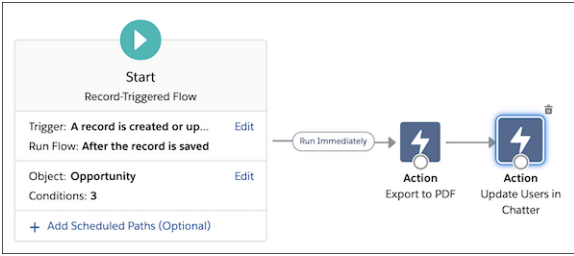 Start
Record-Triggered Flow
Trigger: A record is created or up... Edit
Run Flow: After the record is saved
Object: Opportunity Edit
Conditions: 3
+ Add Scheduled Paths (Optional)
Run Immediately
Action
Export to PDF
Action
Update Users in
Chatter